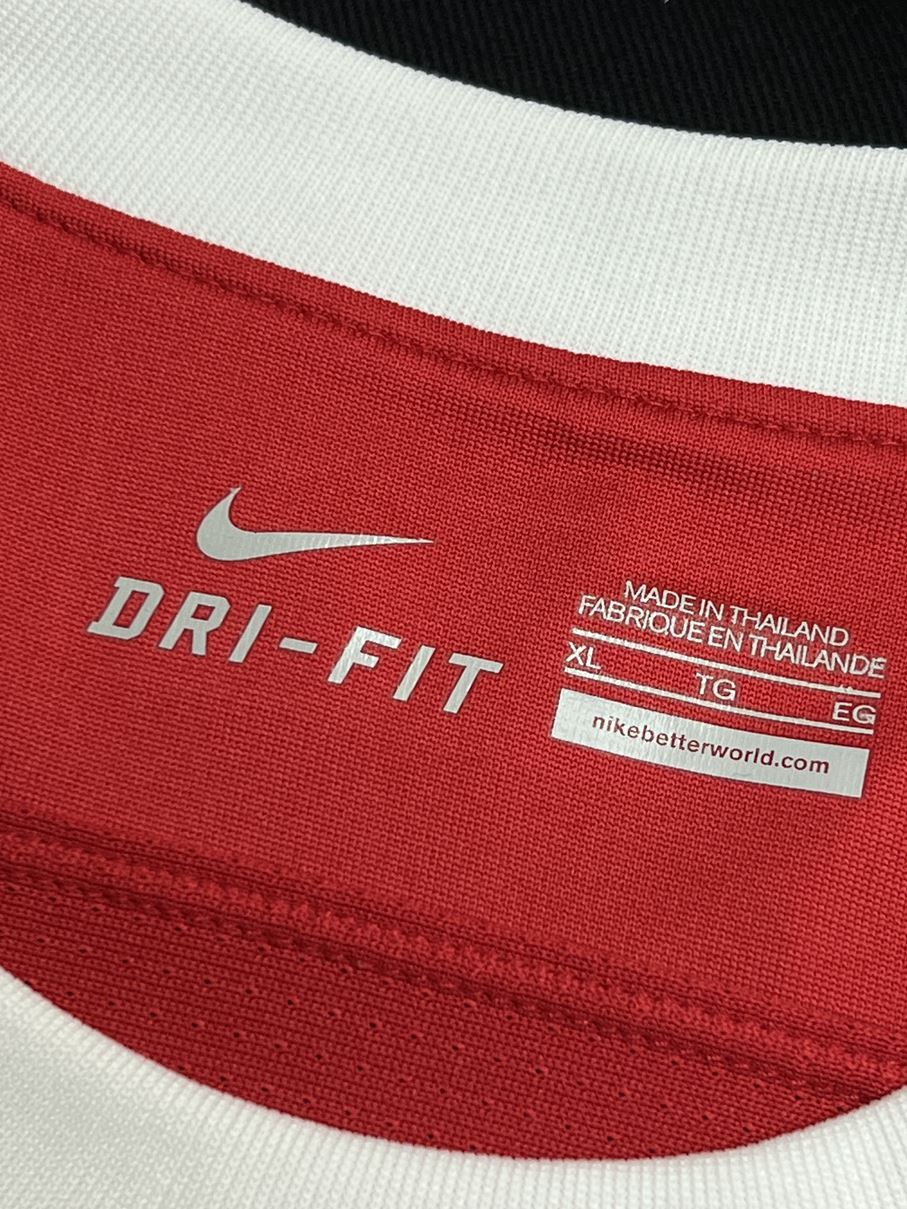 DRI-FIT
MADE IN THAILAND
FABRIQUE EN THAILANDE
XL TG EG
nikebetterworld.com